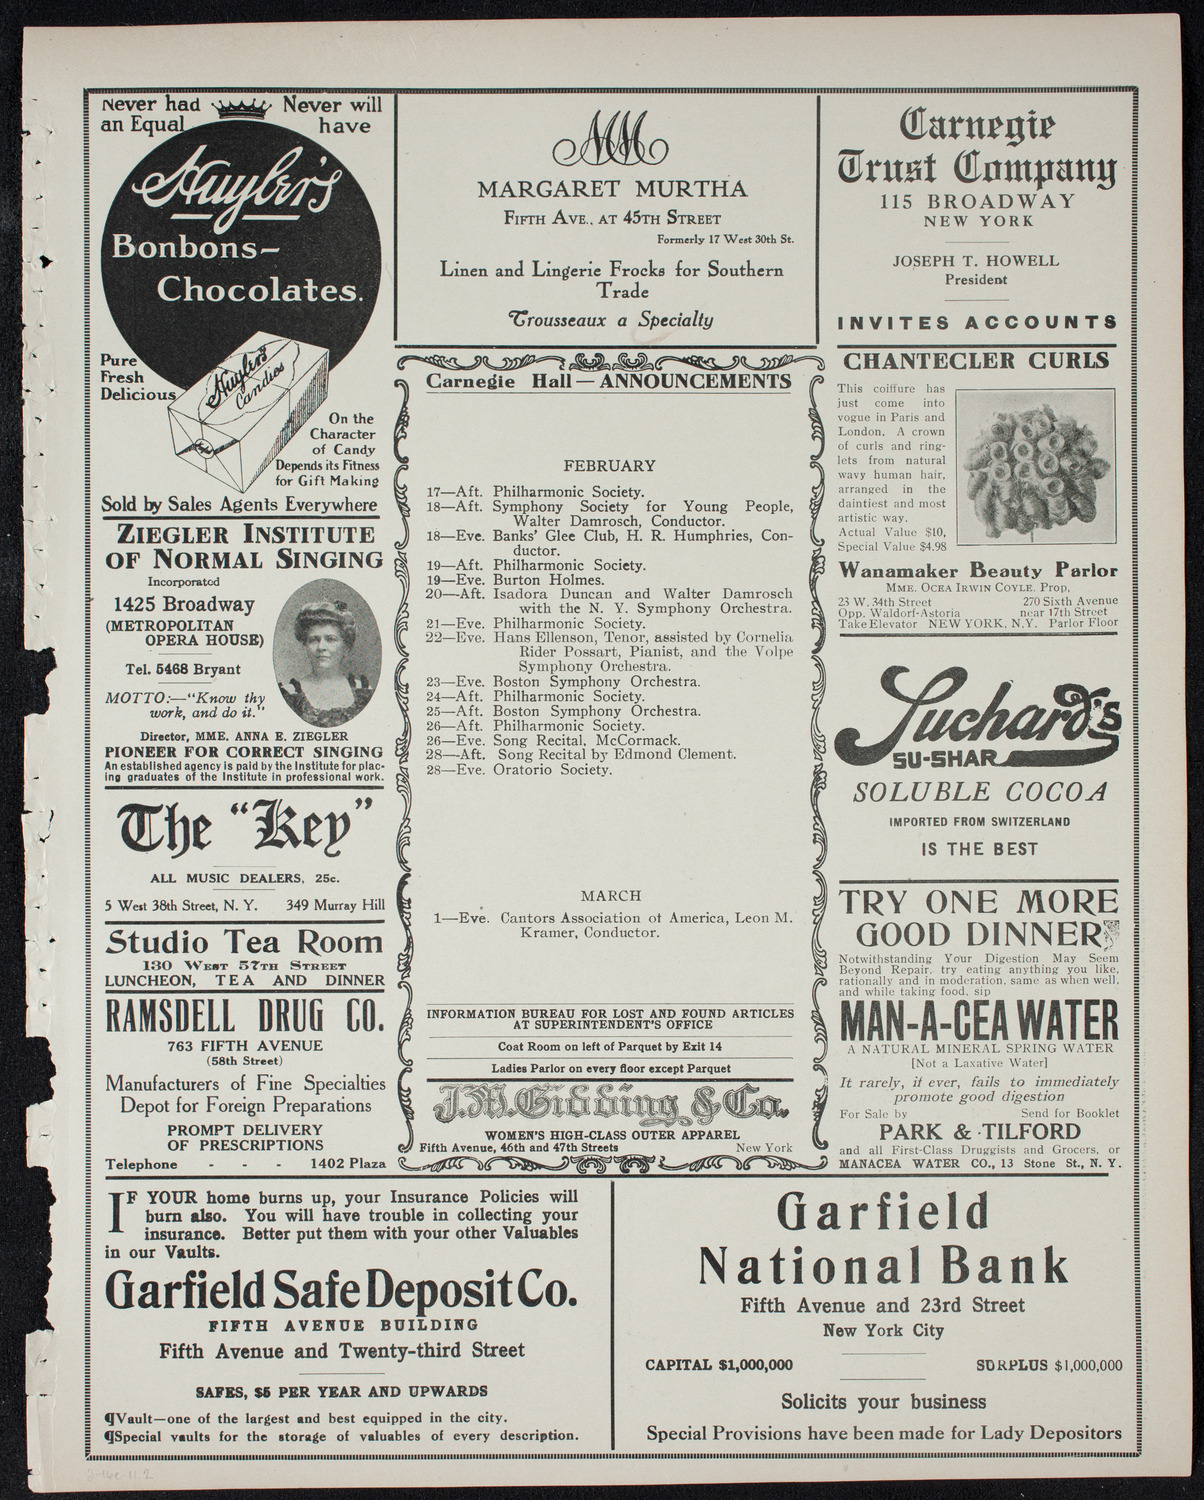 Never had
an Equal
Never will
have
Huyler's
Bonbons—
Chocolates.
Pure
Fresh
Delicious
Huyler's
Candies
On the
Character
of Candy
Depends its Fitness
for Gift Making
Sold by Sales Agents Everywhere
ZIEGLER INSTITUTE
OF NORMAL SINGING
Incorporated
1425 Broadway
(METROPOLITAN
OPERA HOUSE)
Tel. 5468 Bryant
MOTTO:—"Know thy
work, and do it."
Director, MME. ANNA E. ZIEGLER
PIONEER FOR CORRECT SINGING
An established agency is paid by the Institute for plac-
ing graduates of the Institute in professional work.
The "Key"
ALL MUSIC DEALERS, 25c.
5 West 38th Street, N. Y. 349 Murray Hill
Studio Tea Room
130 WEST 57TH STREET
LUNCHEON, TEA AND DINNER
RAMSDELL DRUG CO.
763 FIFTH AVENUE
(58th Street)
Manufacturers of Fine Specialties
Depot for Foreign Preparations
PROMPT DELIVERY
OF PRESCRIPTIONS
Telephone - - - 1402 Plaza
MM
MARGARET MURTHA
FIFTH AVE., AT 45TH STREET
Formerly 17 West 30th St.
Linen and Lingerie Frocks for Southern
Trade
Trousseaux a Specialty
Carnegie Hall—ANNOUNCEMENTS
FEBRUARY
17—Aft. Philharmonic Society.
18—Aft. Symphony Society for Young People,
Walter Damrosch, Conductor.
18—Eve. Banks' Glee Club, H. R. Humphries, Con-
ductor.
19—Aft. Philharmonic Society.
19—Eve. Burton Holmes.
20—Aft. Isadora Duncan and Walter Damrosch
with the N. Y. Symphony Orchestra.
21—Eve. Philharmonic Society.
22—Eve. Hans Ellenson, Tenor, assisted by Cornelia
Rider Possart, Pianist, and the Volpe
Symphony Orchestra.
23—Eve. Boston Symphony Orchestra.
24—Aft. Philharmonic Society.
25—Aft. Boston Symphony Orchestra.
26—Aft. Philharmonic Society.
26—Eve. Song Recital, McCormack.
28—Aft. Song Recital by Edmond Clement.
28—Eve. Oratorio Society.
MARCH
1—Eve. Cantors Association of America, Leon M.
Kramer, Conductor.
INFORMATION BUREAU FOR LOST AND FOUND ARTICLES
AT SUPERINTENDENT'S OFFICE
Coat Room on left of Parquet by Exit 14
Ladies Parlor on every floor except Parquet
J.M. Gidding & Co.
WOMEN'S HIGH-CLASS OUTER APPAREL
Fifth Avenue, 46th and 47th Streets New York
Carnegie
Trust Company
115 BROADWAY
NEW YORK
JOSEPH T. HOWELL
President
INVITES ACCOUNTS
CHANTECLER CURLS
This coiffure has
just come into
vogue in Paris and
London. A crown
of curls and ring-
lets from natural
wavy human hair,
arranged in the
daintiest and most
artistic way.
Actual Value $10,
Special Value $4.98
Wanamaker Beauty Parlor
MME. OCEA IRWIN COYLE, Prop,
23 W. 34th Street 270 Sixth Avenue
Opp. Waldorf-Astoria near 17th Street
Take Elevator NEW YORK, N.Y. Parlor Floor
Suchard's
SU-SHAR
SOLUBLE COCOA
IMPORTED FROM SWITZERLAND
IS THE BEST
TRY ONE MORE
GOOD DINNER
Notwithstanding Your Digestion May Seem
Beyond Repair, try eating anything you like,
rationally and in moderation, same as when well,
and while taking food, sip
MAN-A-CEA WATER
A NATURAL MINERAL SPRING WATER
[Not a Laxative Water]
It rarely, if ever, fails to immediately
promote good digestion
For Sale by Send for Booklet
PARK & TILFORD
and all First-Class Druggists and Grocers, or
MANACEA WATER CO., 13 Stone St., N. Y.
IF YOUR home burns up, your Insurance Policies will
burn also. You will have trouble in collecting your
insurance. Better put them with your other Valuables
in our Vaults.
Garfield Safe Deposit Co.
FIFTH AVENUE BUILDING
Fifth Avenue and Twenty-third Street
SAFES, $5 PER YEAR AND UPWARDS
¶Vault—one of the largest and best equipped in the city.
¶Special vaults for the storage of valuables of every description.
Garfield
National Bank
Fifth Avenue and 23rd Street
New York City
CAPITAL $1,000,000 SURPLUS $1,000,000
Solicits your business
Special Provisions have been made for Lady Depositors